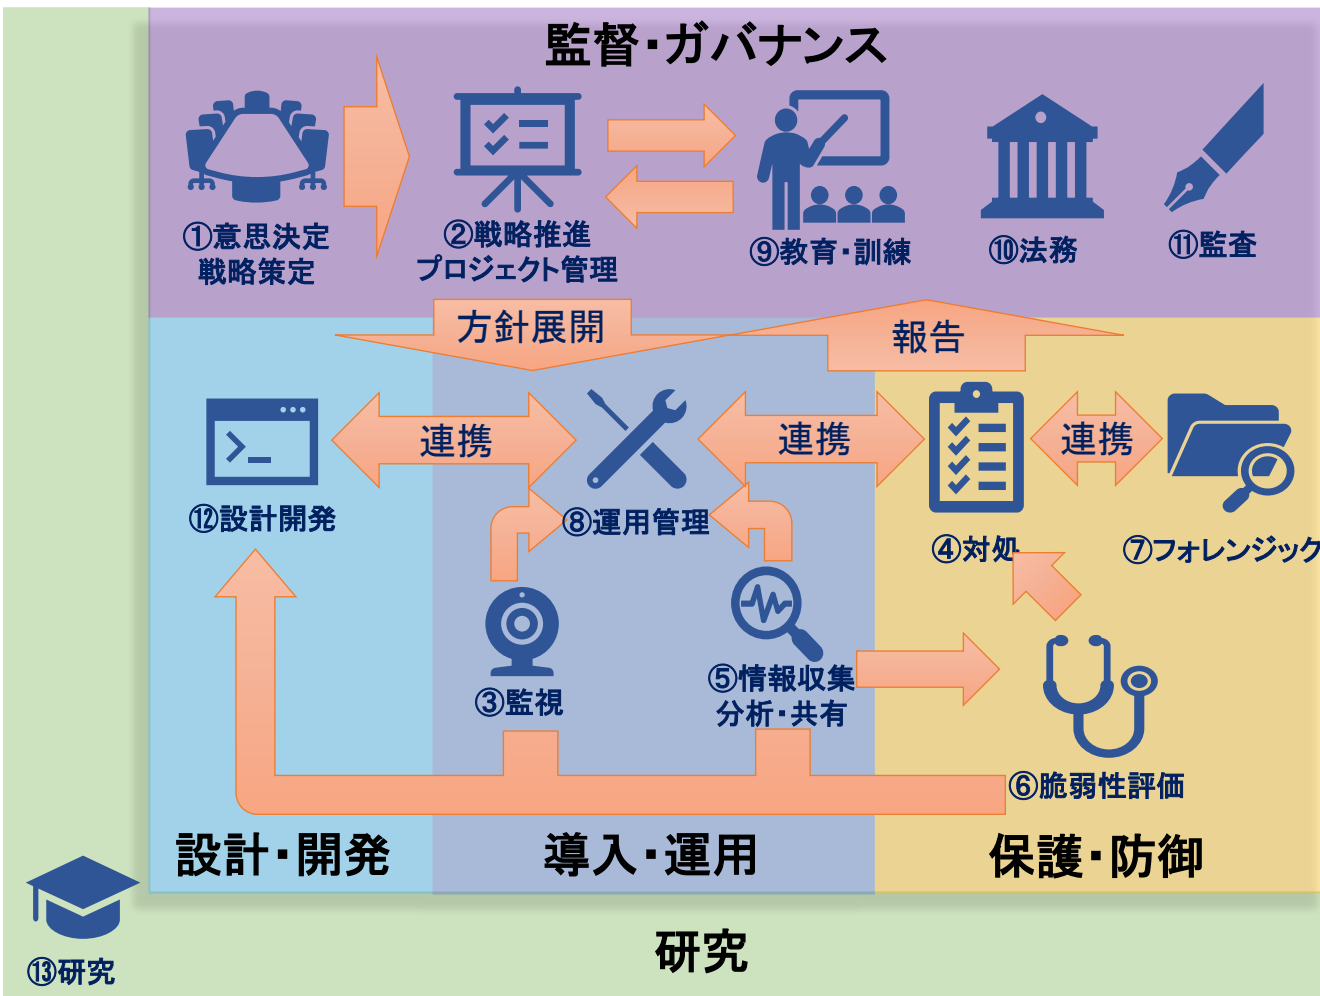 監督・ガバナンス
①意思決定
戦略策定
②戦略推進
プロジェクト管理
⑨教育・訓練
⑩法務
⑪監査
方針展開
報告
連携
連携
連携
⑫設計開発
⑧運用管理
④対処
⑦フォレンジック
③監視
⑤情報収集
分析・共有
⑥脆弱性評価
設計・開発
導入・運用
保護・防御
⑬研究
研究